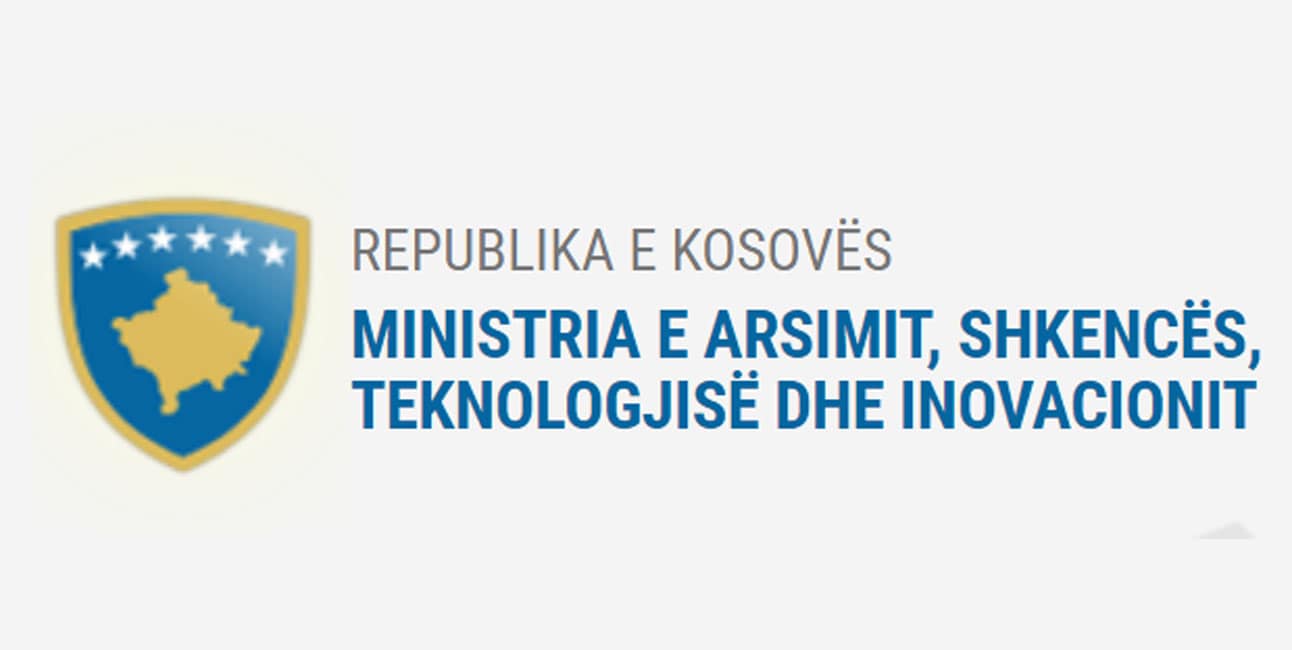 REPUBLIKA E KOSOVËS
MINISTRIA E ARSIMIT, SHKENCËS,
TEKNOLOGJISË DHE INOVACIONIT